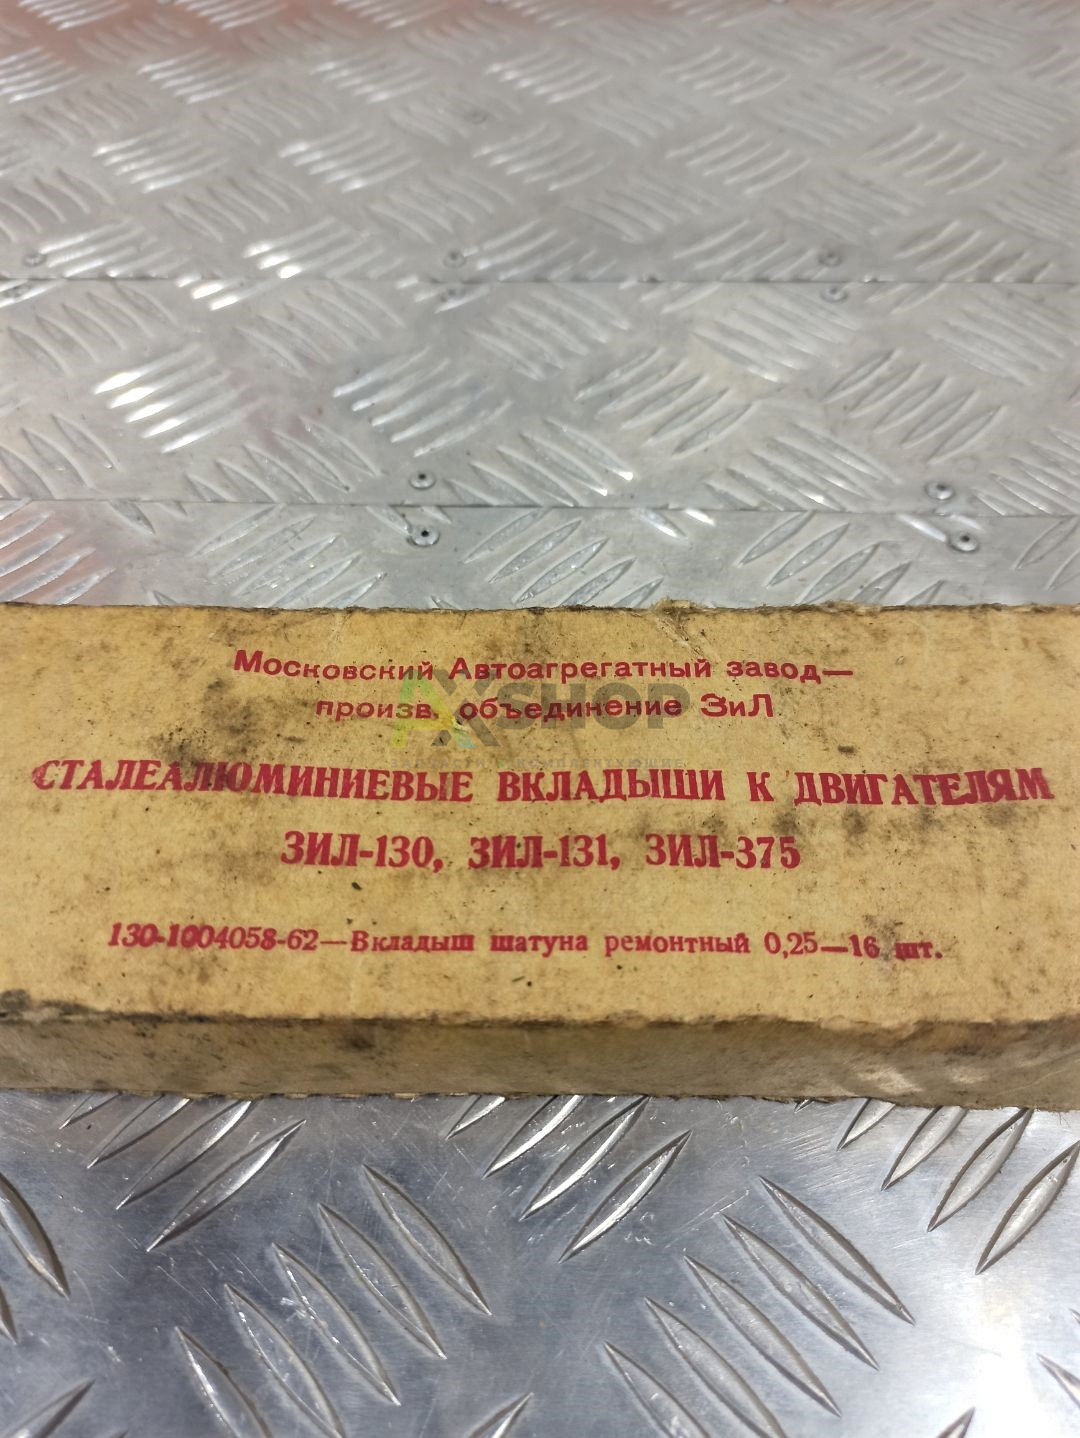 Московский Автоагрегатный завод—
произв. объединение ЗиЛ
AXSHOP
СТАЛЕАЛЮМИНИЕВЫЕ ВКЛАДЫШИ К ДВИГАТЕЛЯМ
ЗИЛ-130, ЗИЛ-131, ЗИЛ-375
130-1004058-62—Вкладыш шатуна ремонтный 0,25—16 шт.